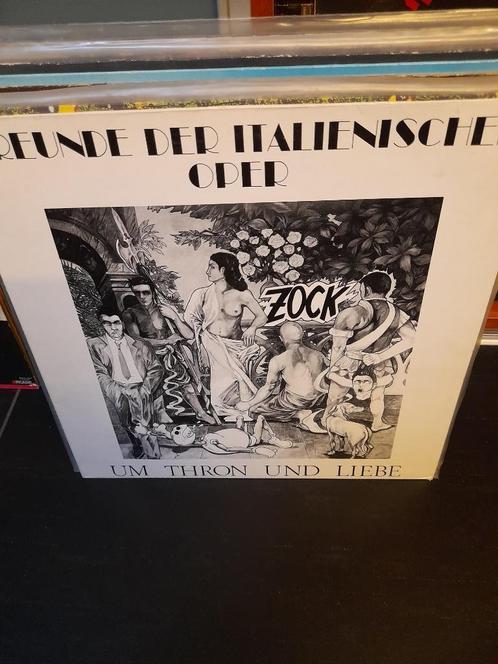 REUNDE DER ITALIENISCHE
OPER
ZOCK
UM THRON UND LIEBE